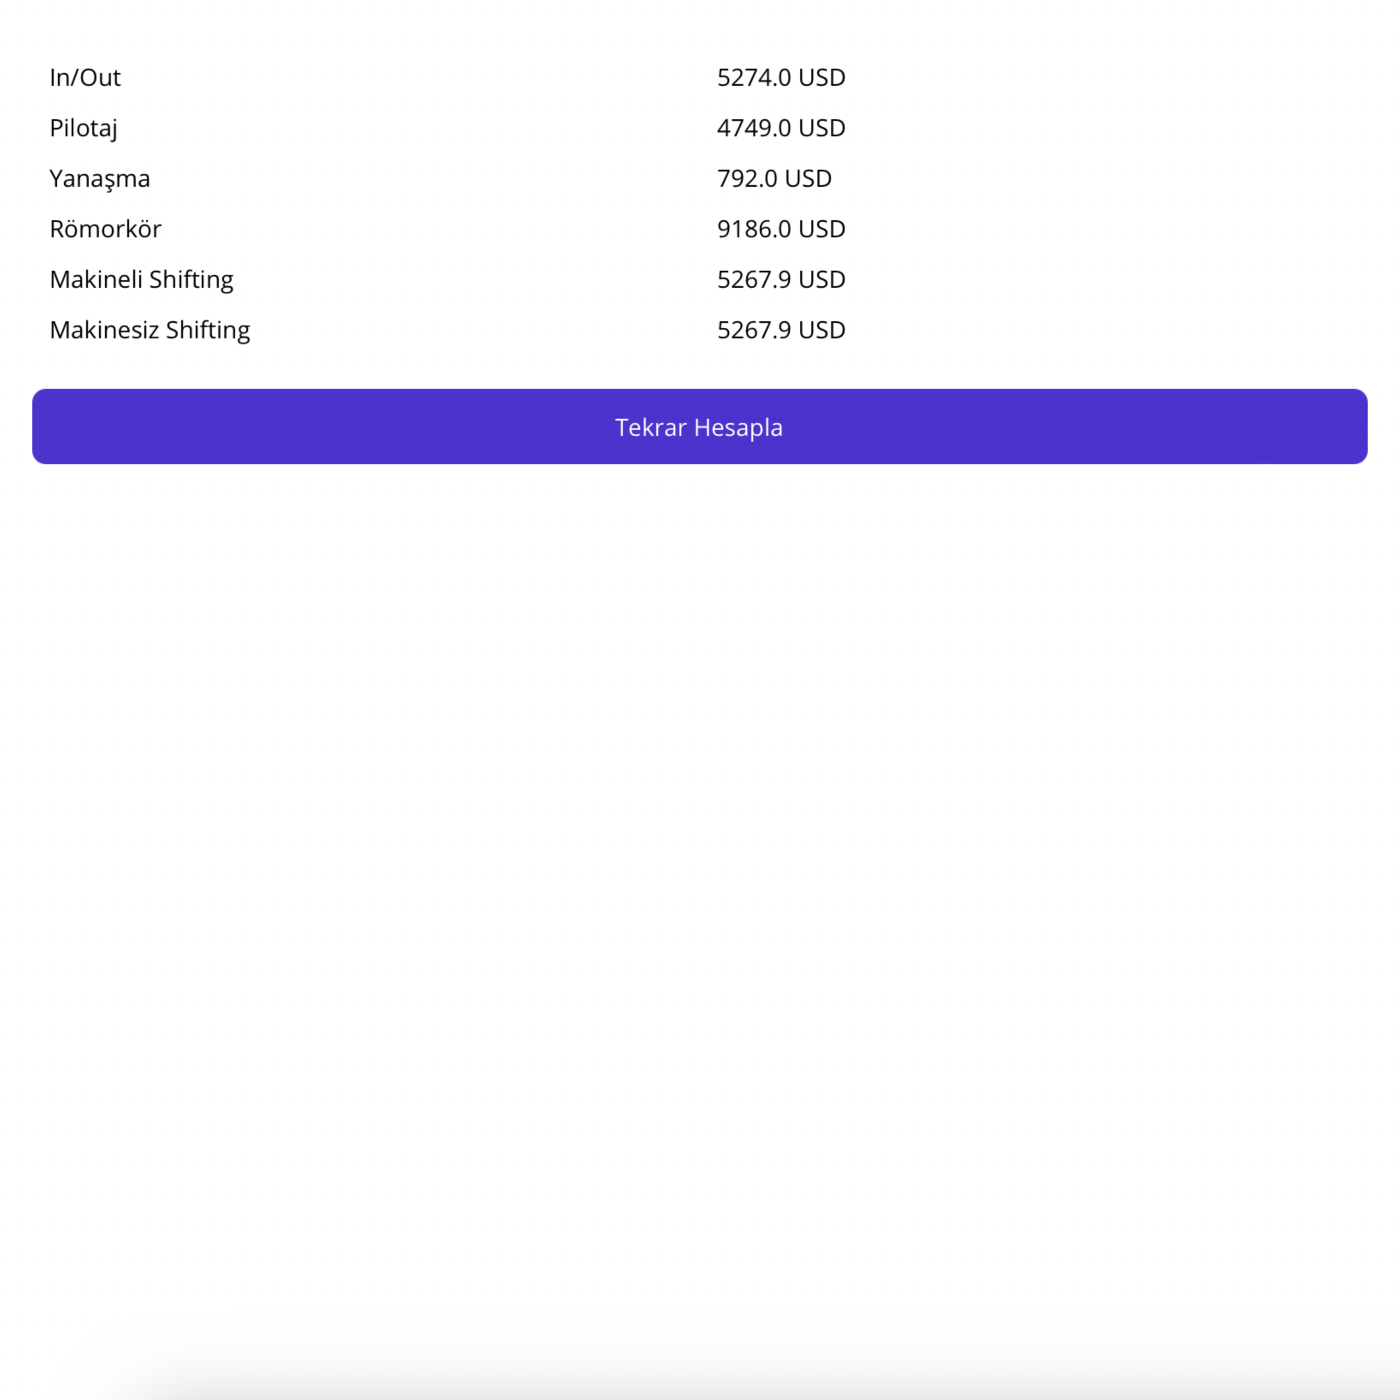 In/Out 5274.0 USD
Pilotaj 4749.0 USD
Yanaşma 792.0 USD
Römorkör 9186.0 USD
Makineli Shifting 5267.9 USD
Makinesiz Shifting 5267.9 USD
Tekrar Hesapla